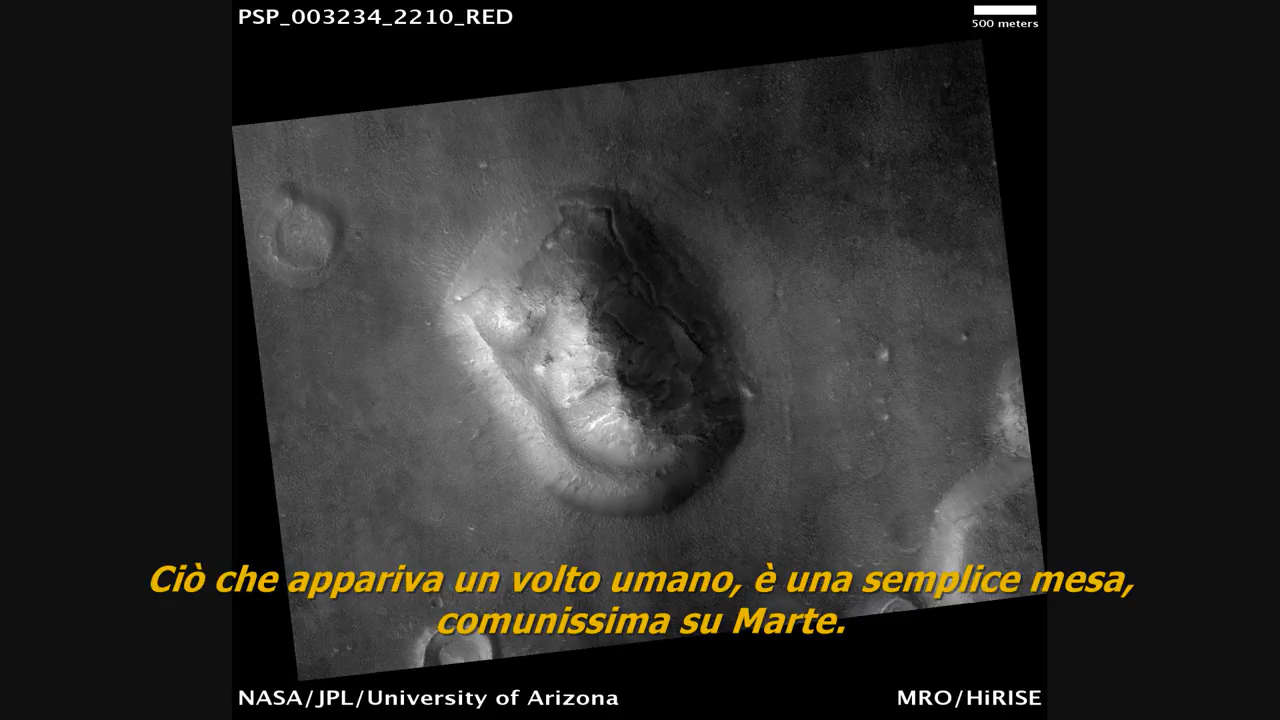 PSP_003234_2210_RED
500 meters
Ciò che appariva un volto umano, è una semplice mesa,
comunissima su Marte.
NASA/JPL/University of Arizona
MRO/HiRISE